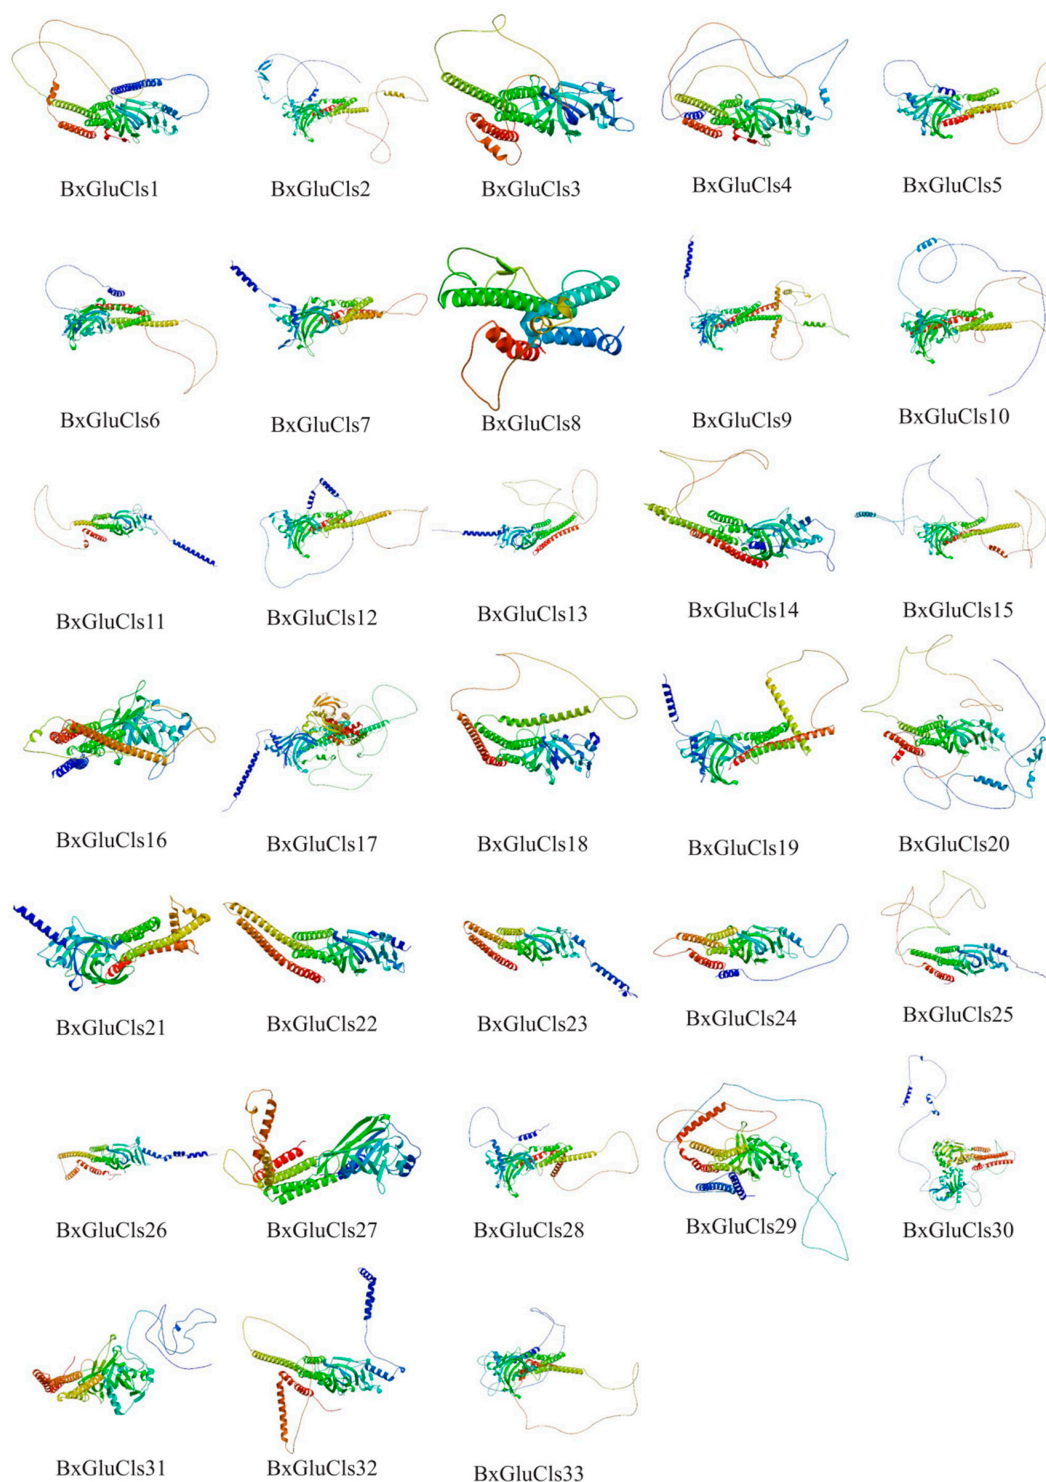 BxGluCls1 BxGluCls2 BxGluCls3 BxGluCls4 BxGluCls5
BxGluCls6 BxGluCls7 BxGluCls8 BxGluCls9 BxGluCls10
BxGluCls11 BxGluCls12 BxGluCls13 BxGluCls14 BxGluCls15
BxGluCls16 BxGluCls17 BxGluCls18 BxGluCls19 BxGluCls20
BxGluCls21 BxGluCls22 BxGluCls23 BxGluCls24 BxGluCls25
BxGluCls26 BxGluCls27 BxGluCls28 BxGluCls29 BxGluCls30
BxGluCls31 BxGluCls32 BxGluCls33